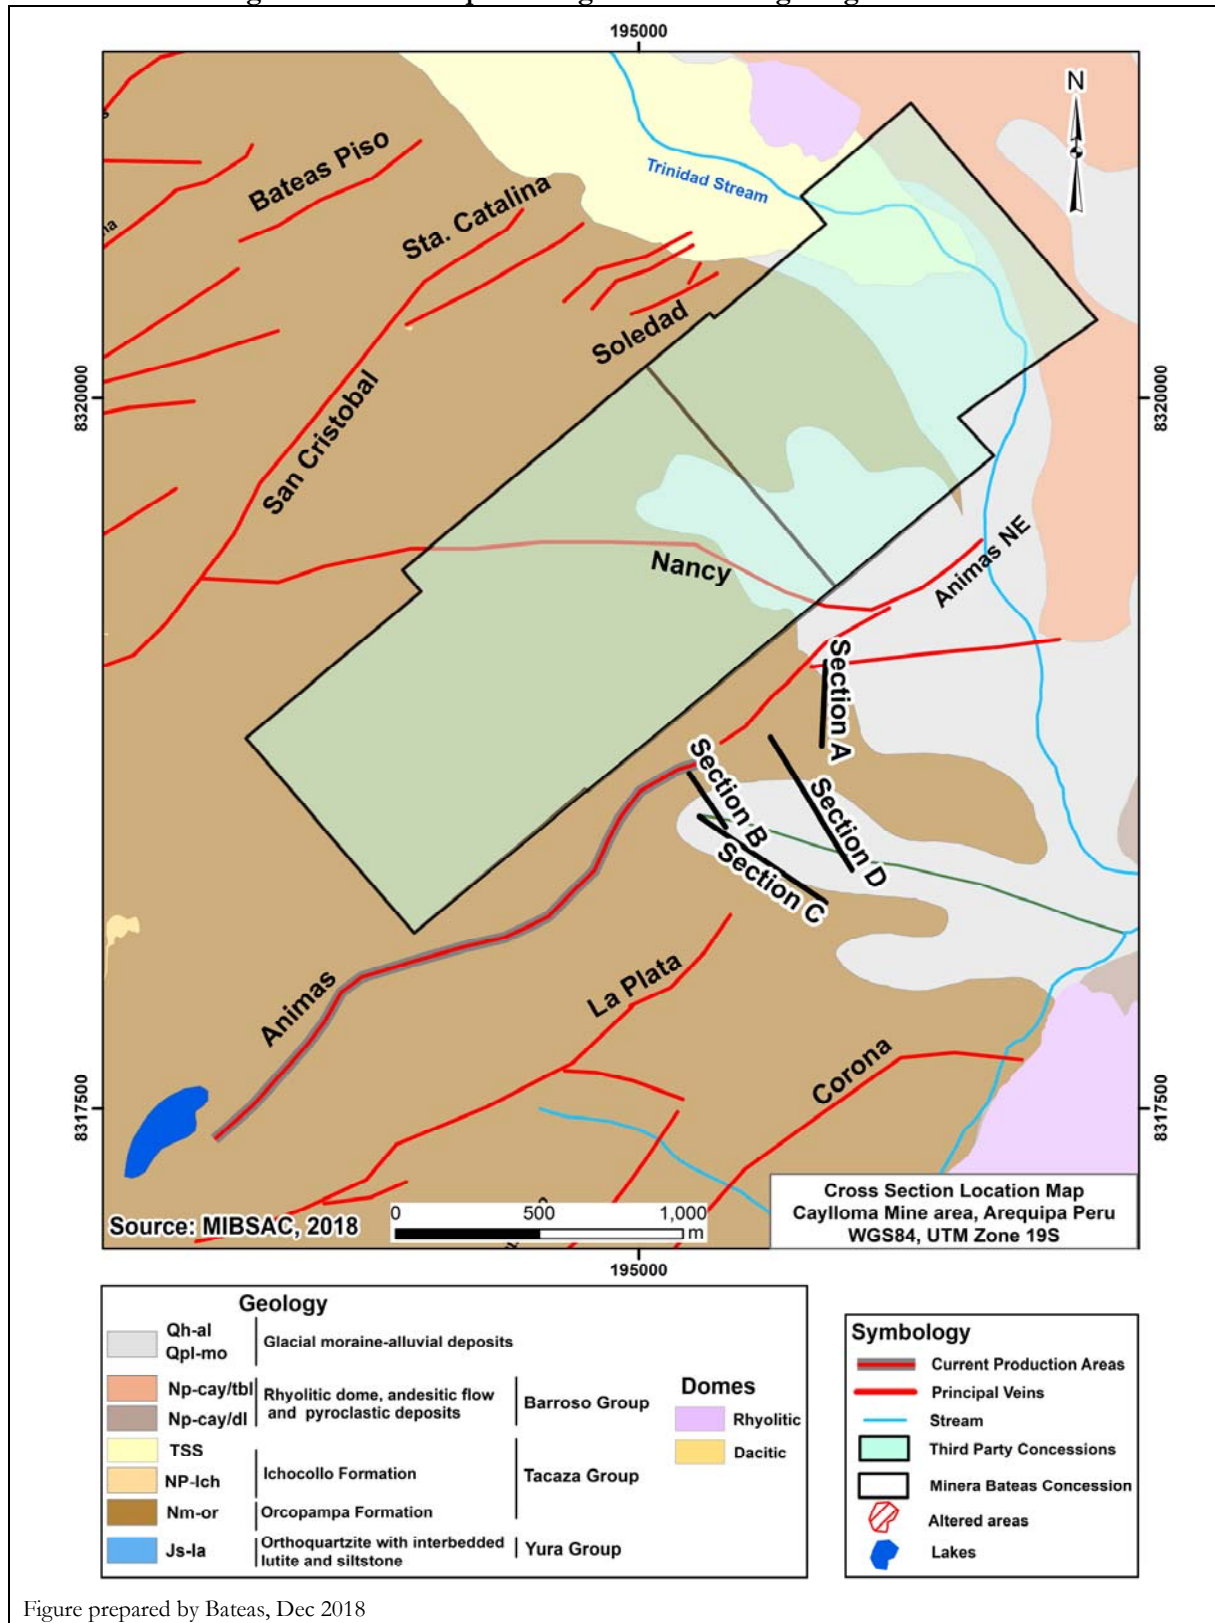 195000
N
Bateas Piso
Sta. Catalina
Trinidad Stream
Soledad
8320000
8320000
San Cristobal
Nancy
Animas NE
Section A
Section B
Section D
Section C
Animas
La Plata
Corona
8317500
8317500
0 500 1,000
m
Source: MIBSAC, 2018
Cross Section Location Map
Caylloma Mine area, Arequipa Peru
WGS84, UTM Zone 19S
195000
Geology
Qh-al
Qpl-mo
Glacial moraine-alluvial deposits
Np-cay/tbl
Np-cay/dl
Rhyolitic dome, andesitic flow
and pyroclastic deposits
Barroso Group
TSS
NP-Ich
Ichocollo Formation
Tacaza Group
Nm-or
Orcopampa Formation
Js-la
Orthoquartzite with interbedded
lutite and siltstone
Yura Group
Domes
Rhyolitic
Dacitic
Symbology
Current Production Areas
Principal Veins
Stream
Third Party Concessions
Minera Bateas Concession
Altered areas
Lakes
Figure prepared by Bateas, Dec 2018